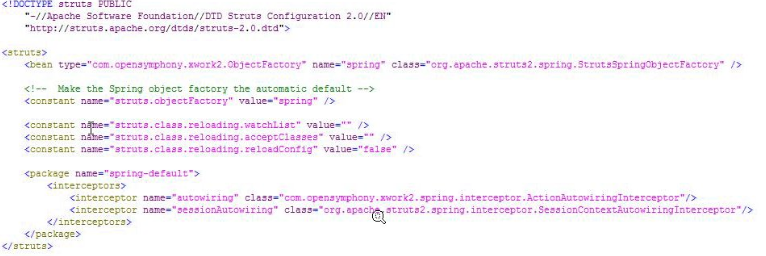 <!DOCTYPE struts PUBLIC
"-//Apache Software Foundation//DTD Struts Configuration 2.0//EN"
"http://struts.apache.org/dtds/struts-2.0.dtd">
<struts>
<bean type="com.opensymphony.xwork2.ObjectFactory" name="spring" class="org.apache.struts2.spring.StrutsSpringObjectFactory" />
<!-- Make the Spring object factory the automatic default -->
<constant name="struts.objectFactory" value="spring" />
<constant name="struts.class.reloading.watchList" value="" />
<constant name="struts.class.reloading.acceptClasses" value="" />
<constant name="struts.class.reloading.reloadConfig" value="false" />
<package name="spring-default">
<interceptors>
<interceptor name="autowiring" class="com.opensymphony.xwork2.spring.interceptor.ActionAutowiringInterceptor"/>
<interceptor name="sessionAutowiring" class="org.apache.struts2.spring.interceptor.SessionContextAutowiringInterceptor"/>
</interceptors>
</package>
</struts>